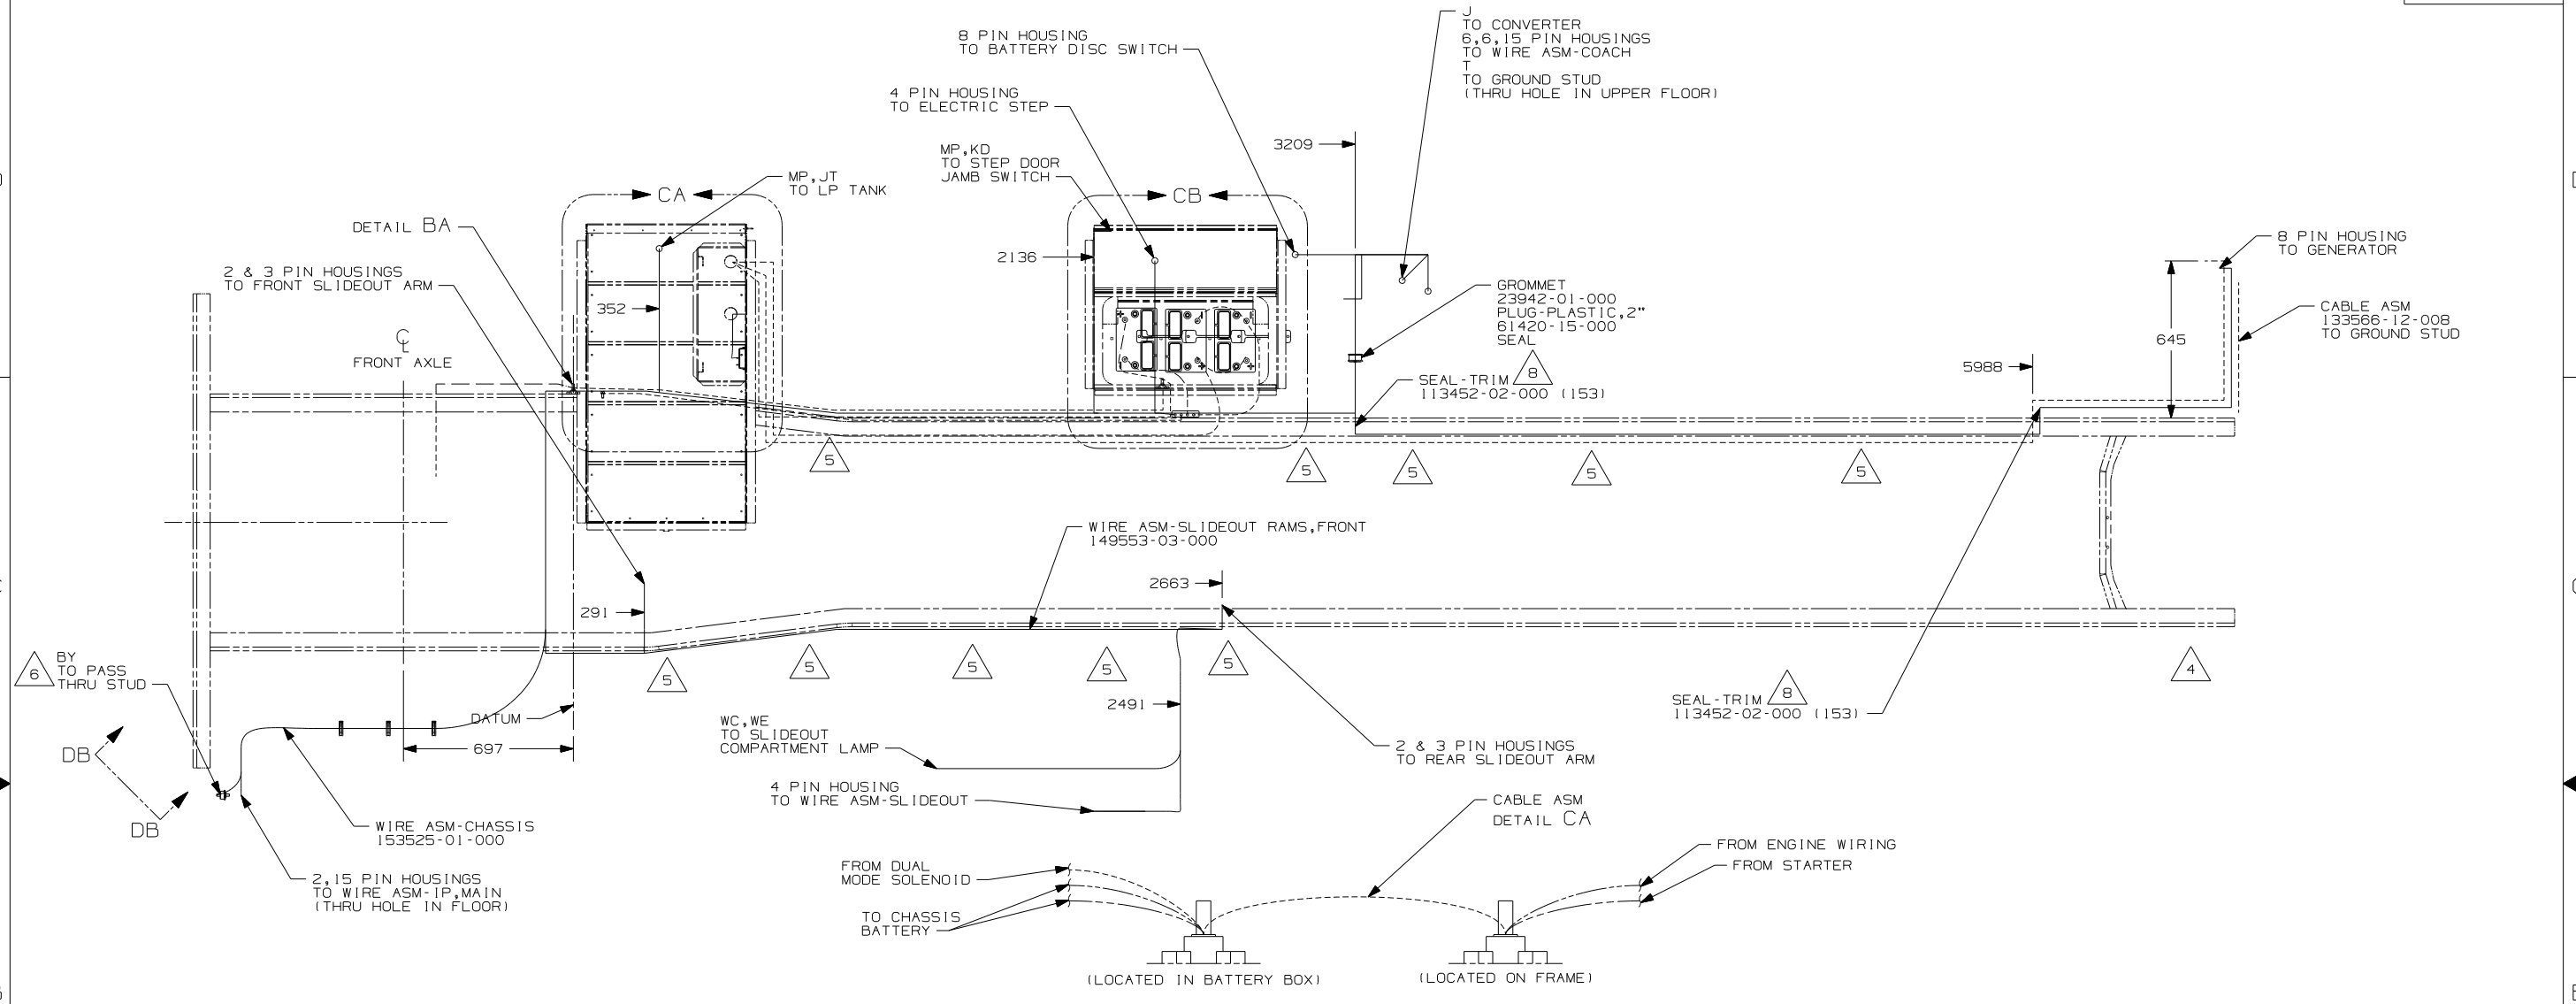 J
TO CONVERTER
6,6,15 PIN HOUSINGS
TO WIRE ASM-COACH
T
TO GROUND STUD
(THRU HOLE IN UPPER FLOOR)
8 PIN HOUSING
TO BATTERY DISC SWITCH
4 PIN HOUSING
TO ELECTRIC STEP
MP,KD
TO STEP DOOR
JAMB SWITCH
3209
MP,JT
TO LP TANK
CA
CB
DETAIL BA
2 & 3 PIN HOUSINGS
TO FRONT SLIDEOUT ARM
2136
352
8 PIN HOUSING
TO GENERATOR
GROMMET
23942-01-000
PLUG-PLASTIC,2"
61420-15-000
SEAL
CABLE ASM
133566-12-008
TO GROUND STUD
645
CL
FRONT AXLE
5988
SEAL-TRIM 8
113452-02-000 (153)
5
5
5
5
5
WIRE ASM-SLIDEOUT RAMS,FRONT
149553-03-000
2663
291
6
BY
TO PASS
THRU STUD
5
5
5
5
5
4
SEAL-TRIM 8
113452-02-000 (153)
2491
DATUM
697
WC,WE
TO SLIDEOUT
COMPARTMENT LAMP
2 & 3 PIN HOUSINGS
TO REAR SLIDEOUT ARM
DB
DB
4 PIN HOUSING
TO WIRE ASM-SLIDEOUT
CABLE ASM
DETAIL CA
WIRE ASM-CHASSIS
153525-01-000
2,15 PIN HOUSINGS
TO WIRE ASM-IP,MAIN
(THRU HOLE IN FLOOR)
FROM DUAL
MODE SOLENOID
TO CHASSIS
BATTERY
FROM ENGINE WIRING
FROM STARTER
(LOCATED IN BATTERY BOX)
(LOCATED ON FRAME)